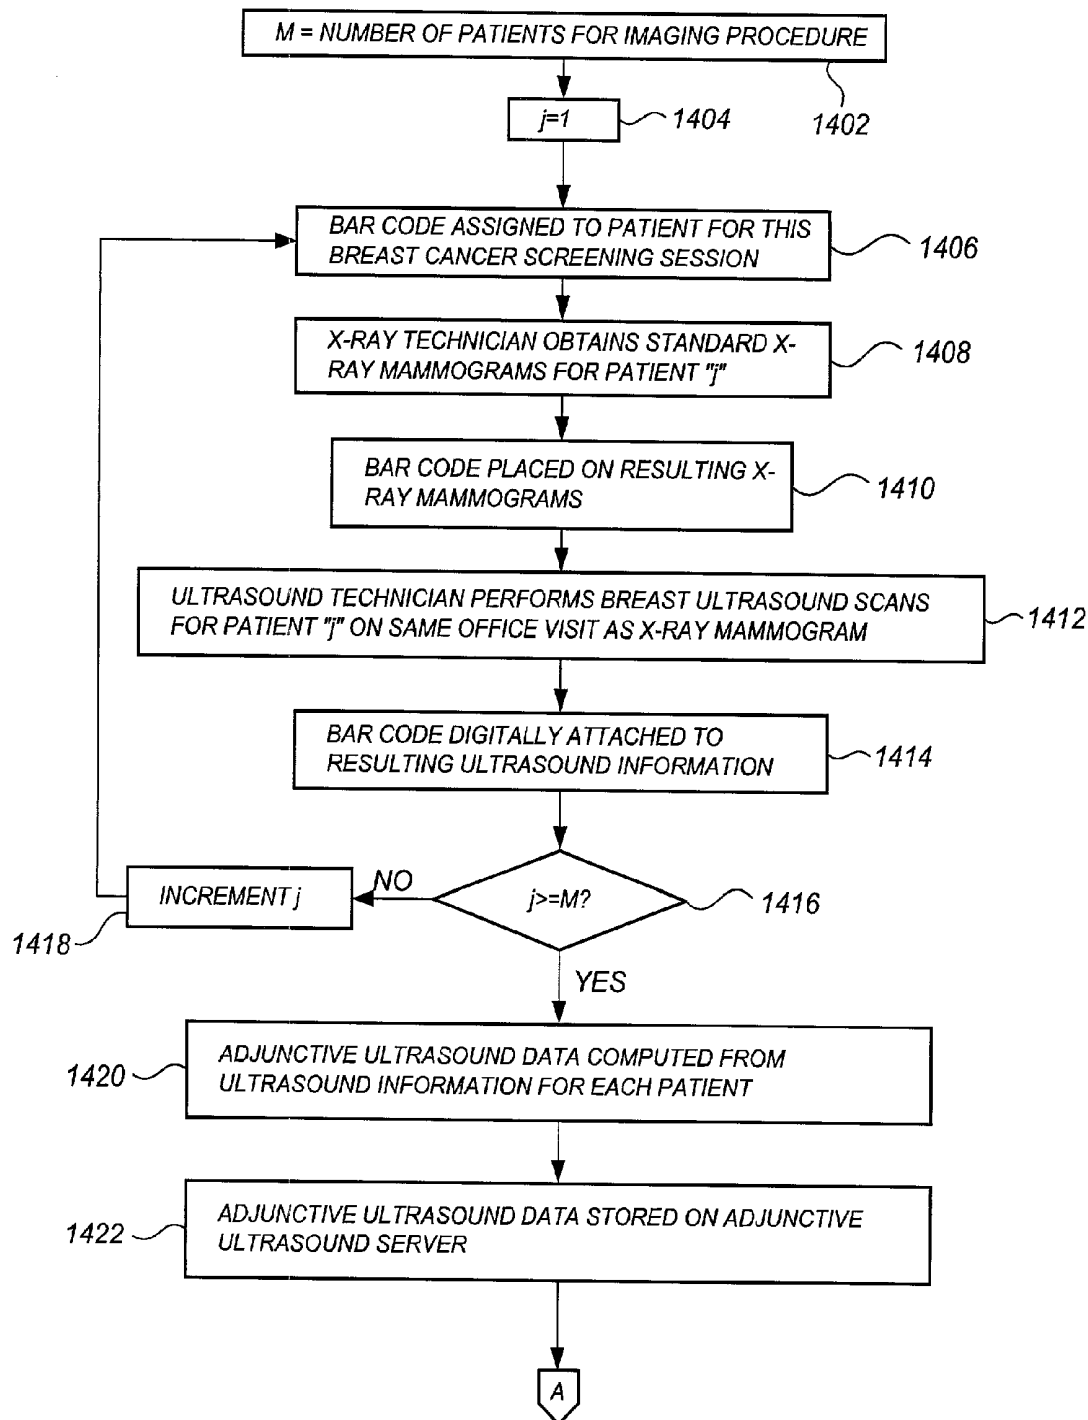 M = NUMBER OF PATIENTS FOR IMAGING PROCEDURE
1402
j=1
1404
BAR CODE ASSIGNED TO PATIENT FOR THIS
BREAST CANCER SCREENING SESSION
1406
X-RAY TECHNICIAN OBTAINS STANDARD X-
RAY MAMMOGRAMS FOR PATIENT "j"
1408
BAR CODE PLACED ON RESULTING X-
RAY MAMMOGRAMS
1410
ULTRASOUND TECHNICIAN PERFORMS BREAST ULTRASOUND SCANS
FOR PATIENT "j" ON SAME OFFICE VISIT AS X-RAY MAMMOGRAM
1412
BAR CODE DIGITALLY ATTACHED TO
RESULTING ULTRASOUND INFORMATION
1414
j>=M?
1416
NO
INCREMENT j
1418
YES
ADJUNCTIVE ULTRASOUND DATA COMPUTED FROM
ULTRASOUND INFORMATION FOR EACH PATIENT
1420
ADJUNCTIVE ULTRASOUND DATA STORED ON ADJUNCTIVE
ULTRASOUND SERVER
1422
A